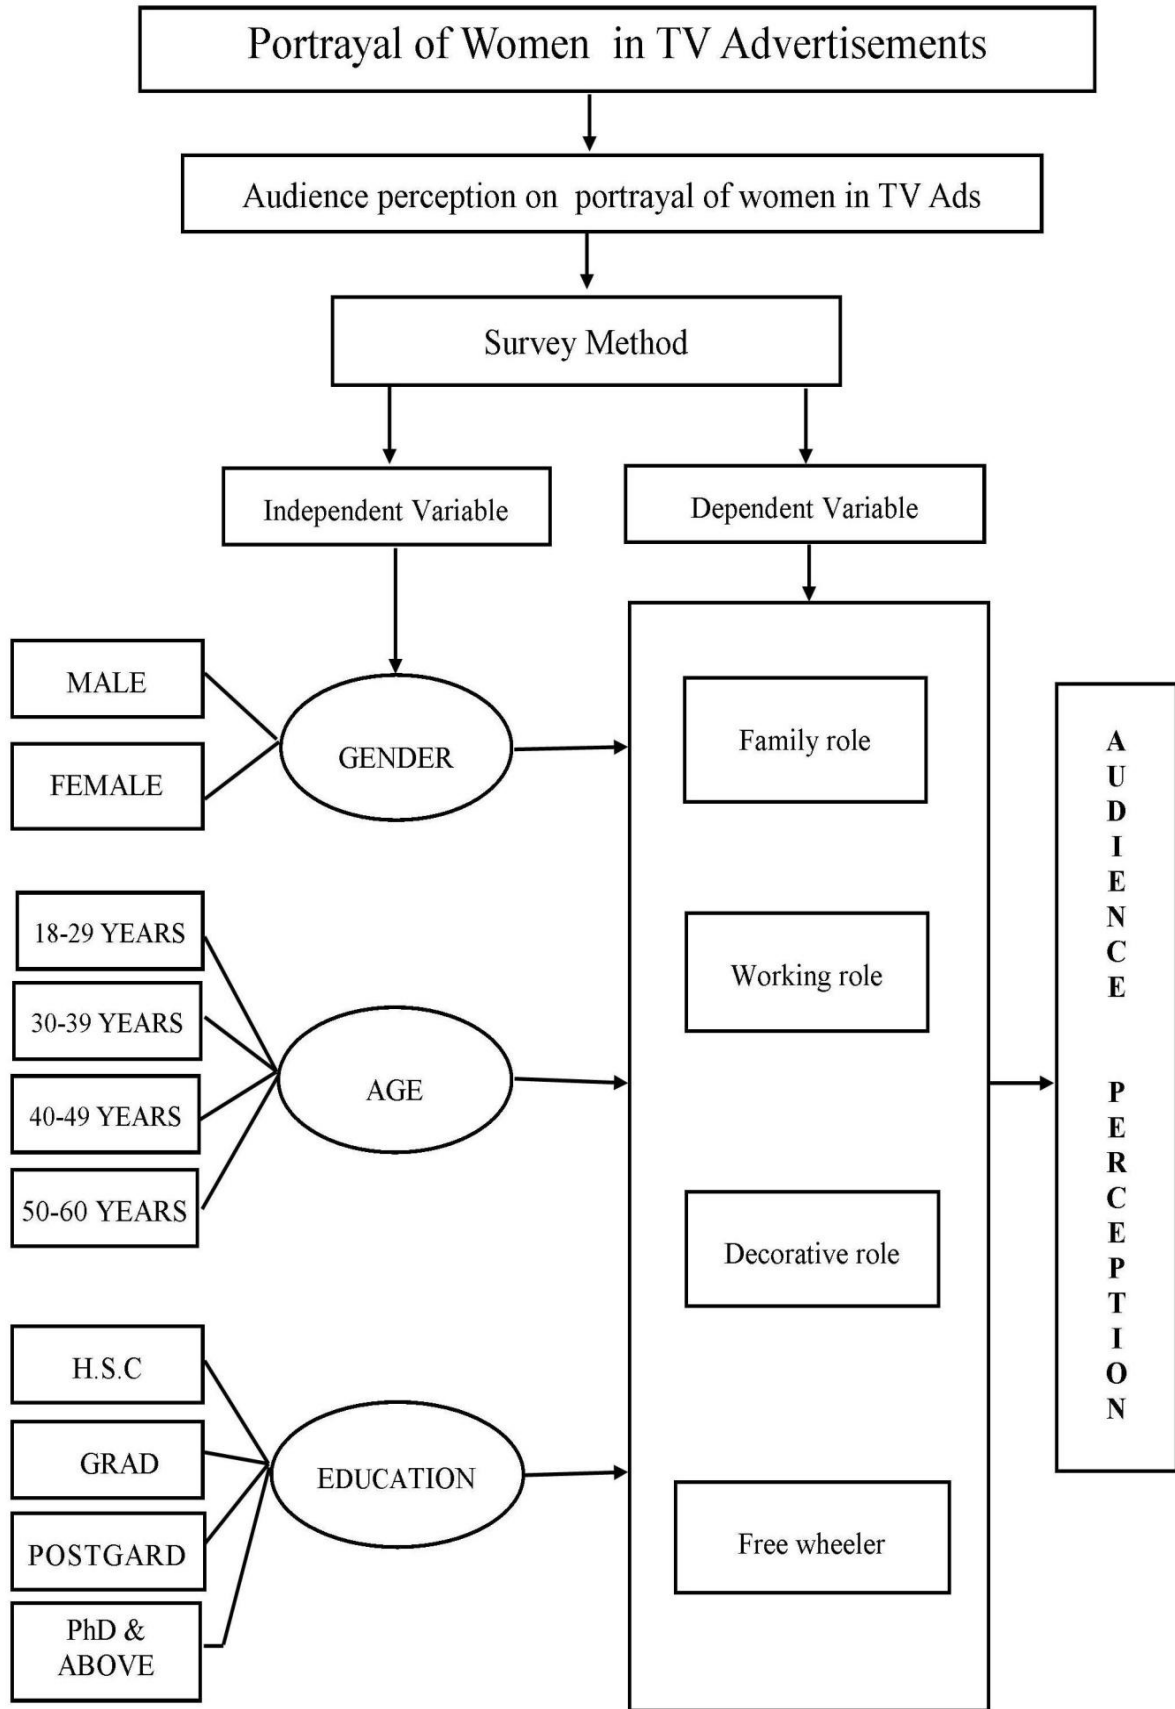 Portrayal of Women in TV Advertisements
Audience perception on portrayal of women in TV Ads
Survey Method
Independent Variable
Dependent Variable
MALE
FEMALE
GENDER
18-29 YEARS
30-39 YEARS
40-49 YEARS
50-60 YEARS
AGE
H.S.C
GRAD
POSTGARD
PhD &
ABOVE
EDUCATION
Family role
Working role
Decorative role
Free wheeler
AUDIENCE PERCEPTION